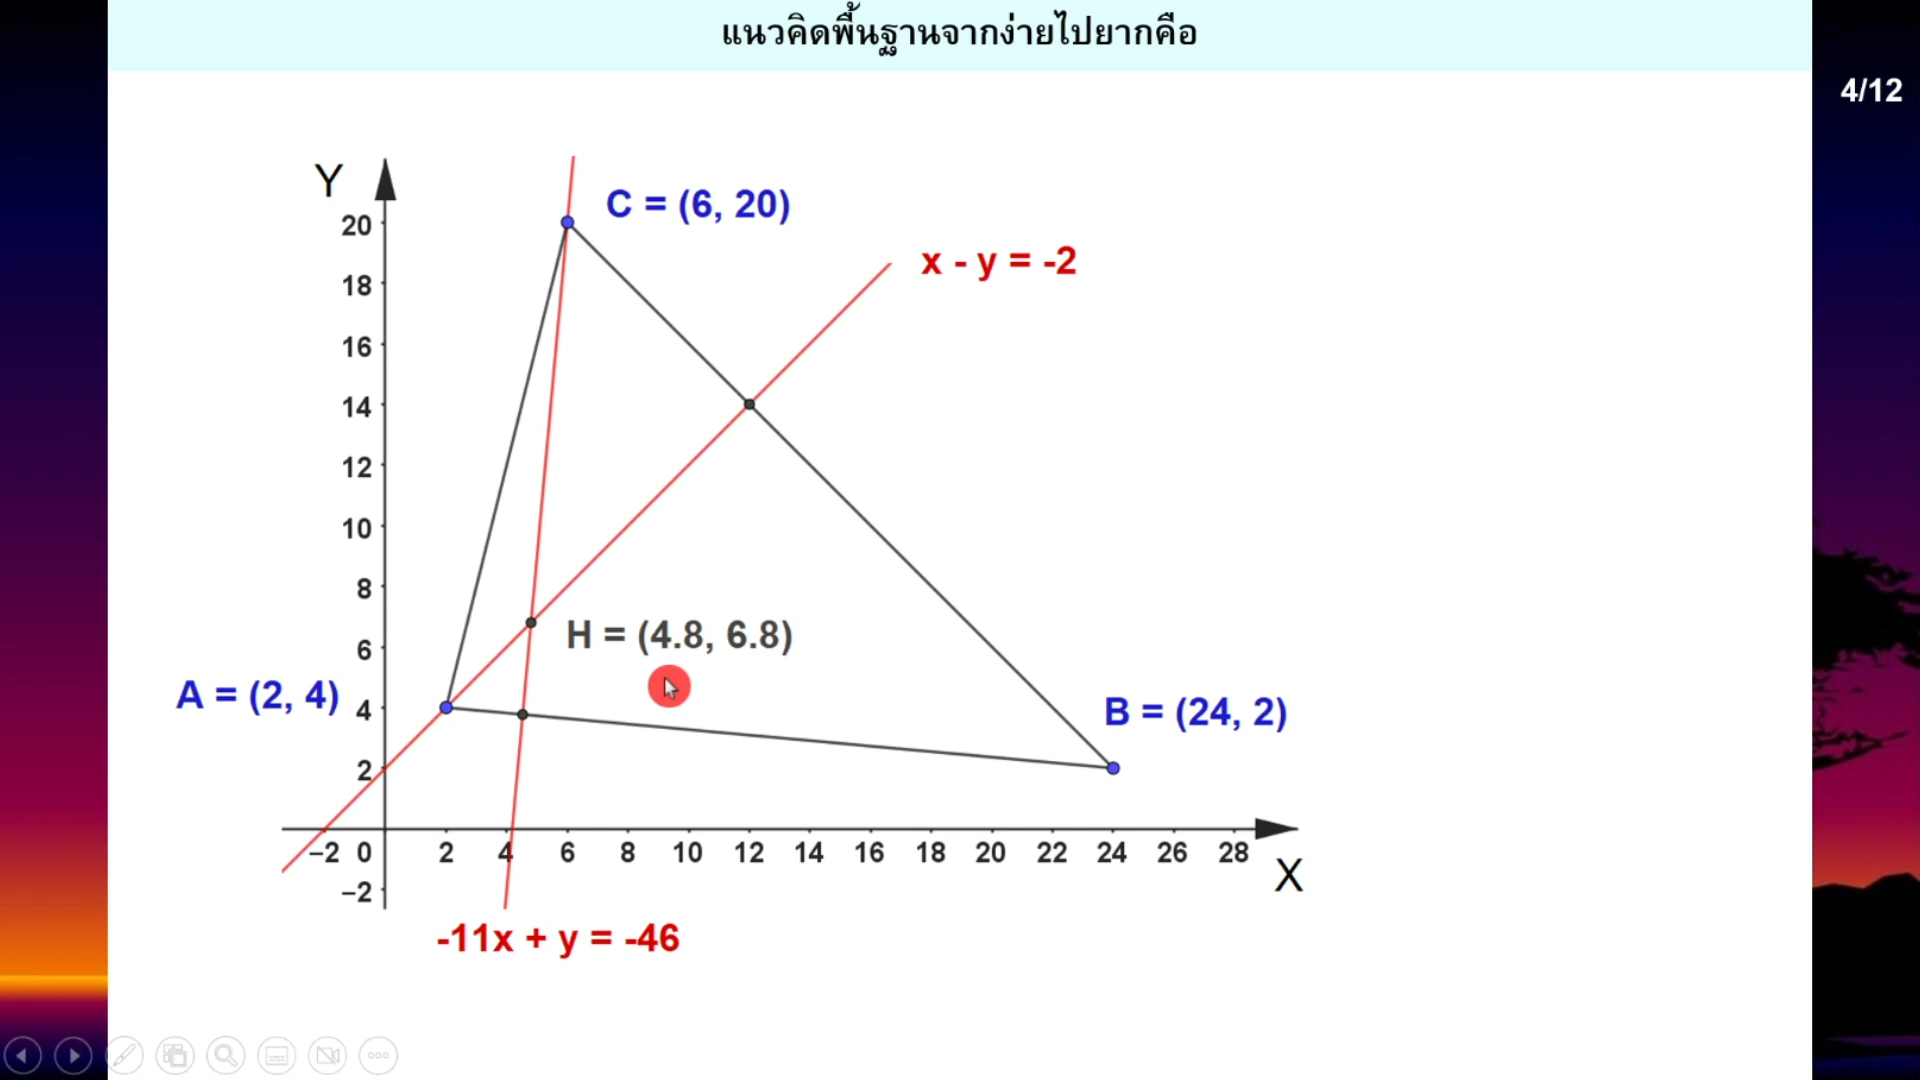 แนวคิดพื้นฐานจากง่ายไปยากคือ
4/12
Y
C = (6, 20)
x - y = -2
20
18
16
14
12
10
8
6
4
2
−2
H = (4.8, 6.8)
A = (2, 4)
B = (24, 2)
−2 0 2 4 6 8 10 12 14 16 18 20 22 24 26 28
X
-11x + y = -46